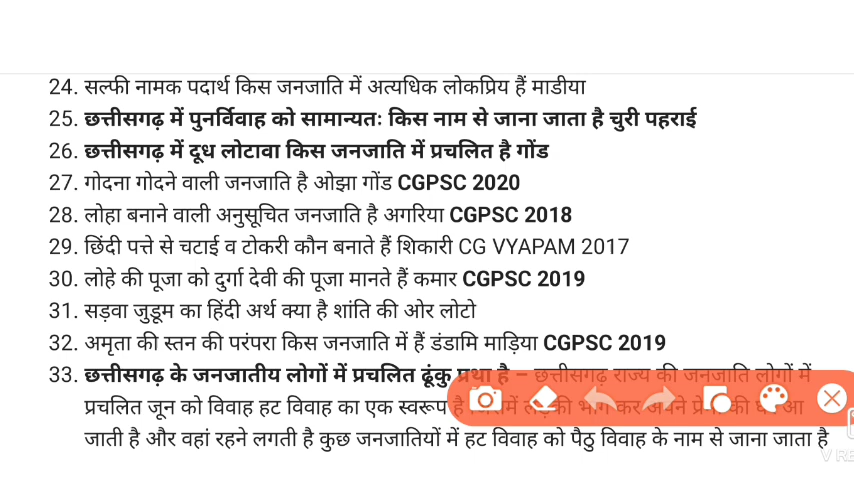 24. सल्फी नामक पदार्थ किस जनजाति में अत्यधिक लोकप्रिय हैं माडीया
25. छत्तीसगढ़ में पुनर्विवाह को सामान्यतः किस नाम से जाना जाता है चुरी पहराई
26. छत्तीसगढ़ में दूध लोटावा किस जनजाति में प्रचलित है गोंड
27. गोदना गोदने वाली जनजाति है ओझा गोंड CGPSC 2020
28. लोहा बनाने वाली अनुसूचित जनजाति है अगरिया CGPSC 2018
29. छिंदी पत्ते से चटाई व टोकरी कौन बनाते हैं शिकारी CG VYAPAM 2017
30. लोहे की पूजा को दुर्गा देवी की पूजा मानते हैं कमार CGPSC 2019
31. सड़वा जुडूम का हिंदी अर्थ क्या है शांति की ओर लोटो
32. अमृता की स्तन की परंपरा किस जनजाति में हैं डंडामि माड़िया CGPSC 2019
33. छत्तीसगढ़ के जनजातीय लोगों में प्रचलित ढूंकु प्रथा है – छत्तीसगढ़ राज्य की जनजाति लोगों में
प्रचलित जून को विवाह हट विवाह का एक स्वरूप है कर आ
जाती है और वहां रहने लगती है कुछ जनजातियों में हट विवाह को पैठु विवाह के नाम से जाना जाता है
V RE